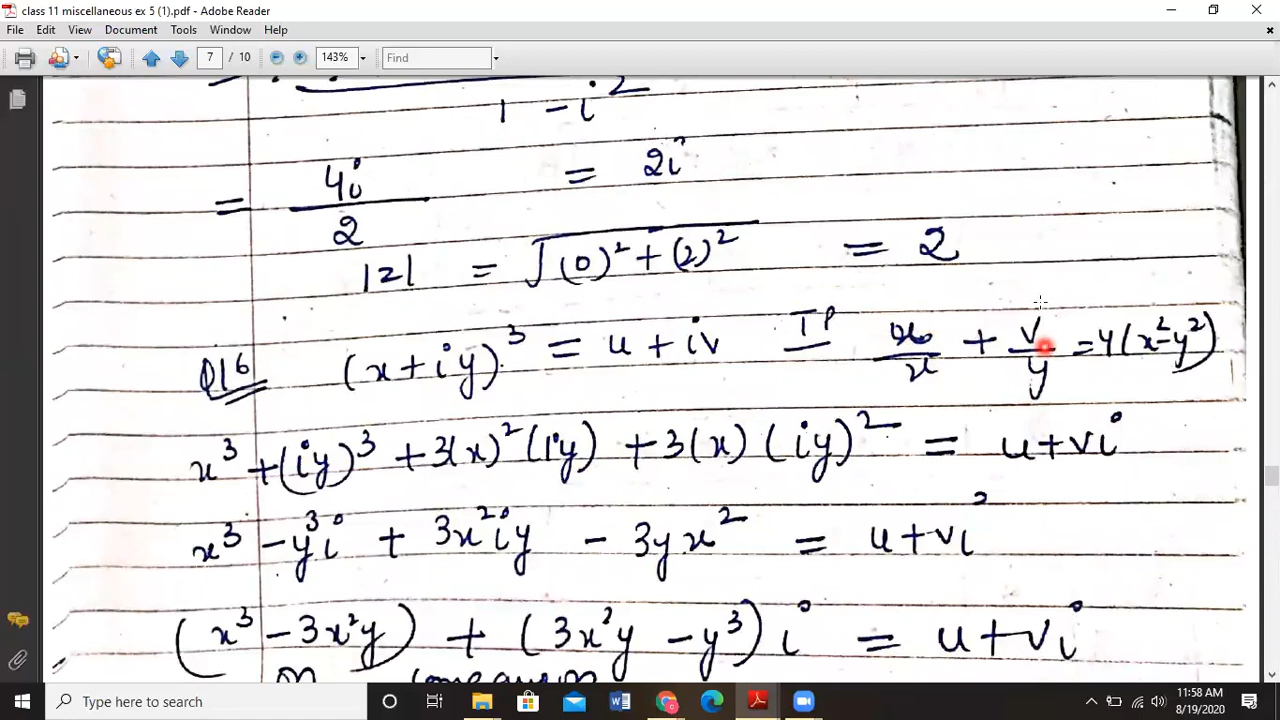 class 11 miscellaneous ex 5 (1).pdf - Adobe Reader
File Edit View Document Tools Window Help
7 / 10 143% Find
1 - i²
= 4i/2 = 2i
|z| = √(0)² + (2)² = 2
Q16 (x + iy)³ = u + iv TP u/x + v/y = 4(x² - y²)
x³ + (iy)³ + 3(x)²(iy) + 3(x)(iy)² = u + vi
x³ - y³i + 3x²iy - 3yx² = u + vi
(x³ - 3x²y) + (3x²y - y³)i = u + vi
on
Type here to search
11:58 AM
8/19/2020